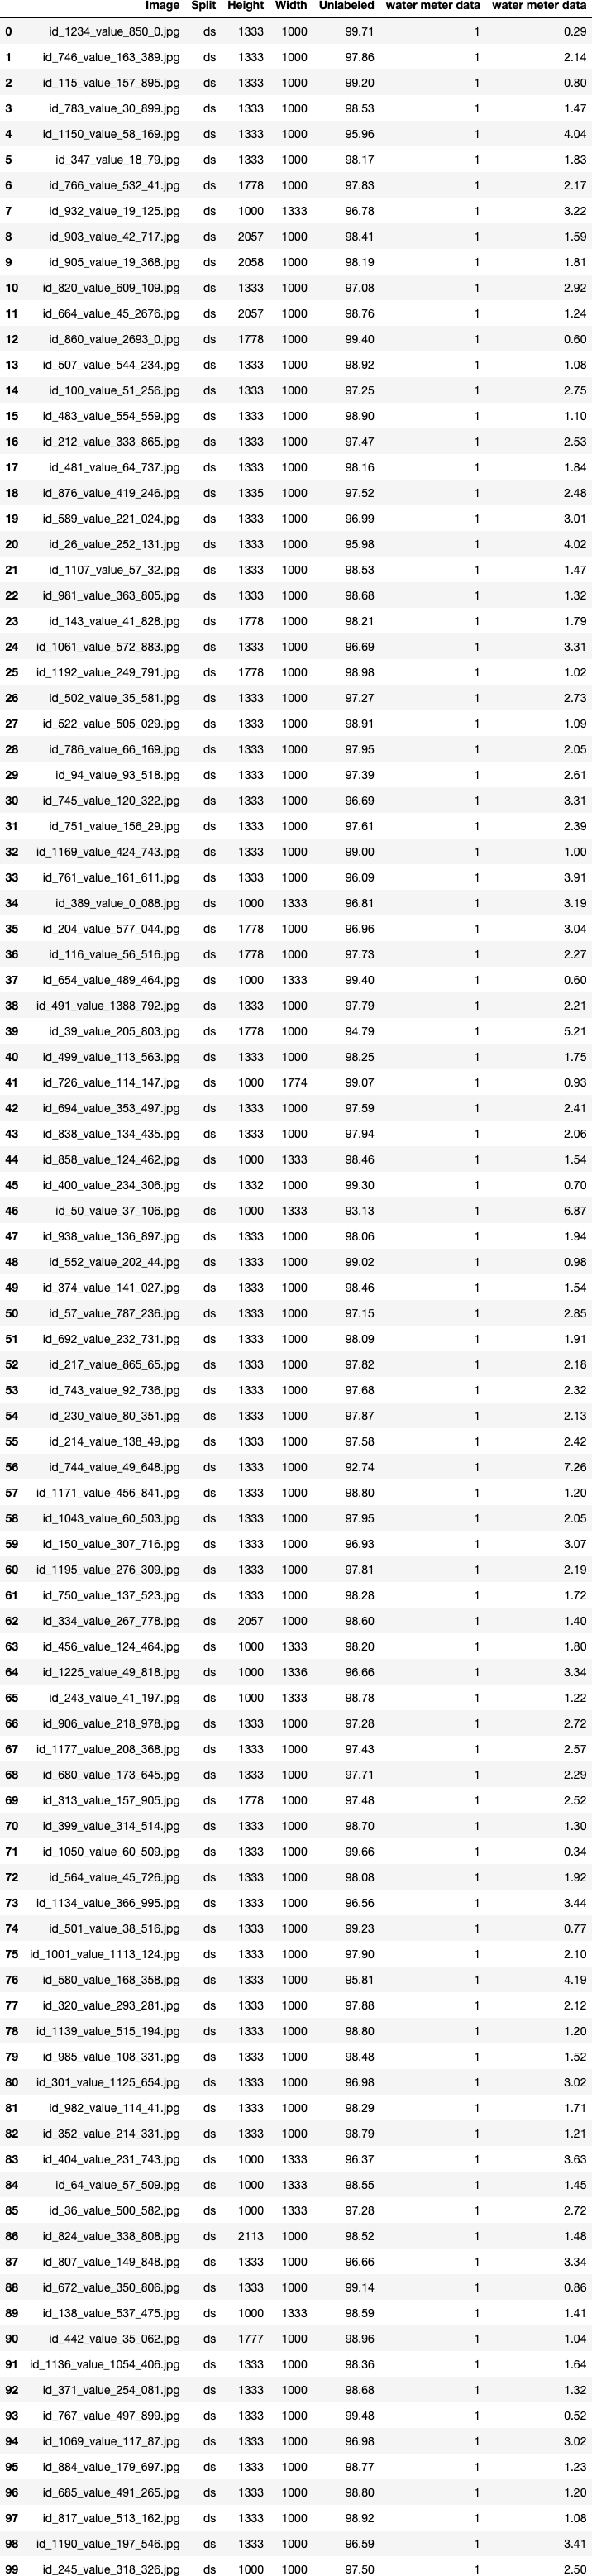 Image Split Height Width Unlabeled water meter data water meter data
0 id_1234_value_850_0.jpg ds 1333 1000 99.71 1 0.29
1 id_746_value_163_389.jpg ds 1333 1000 97.86 1 2.14
2 id_115_value_157_895.jpg ds 1333 1000 99.20 1 0.80
3 id_783_value_30_899.jpg ds 1333 1000 98.53 1 1.47
4 id_1150_value_58_169.jpg ds 1333 1000 95.96 1 4.04
5 id_347_value_18_79.jpg ds 1333 1000 98.17 1 1.83
6 id_766_value_532_41.jpg ds 1778 1000 97.83 1 2.17
7 id_932_value_19_125.jpg ds 1000 1333 96.78 1 3.22
8 id_903_value_42_717.jpg ds 2057 1000 98.41 1 1.59
9 id_905_value_19_368.jpg ds 2058 1000 98.19 1 1.81
10 id_820_value_609_109.jpg ds 1333 1000 97.08 1 2.92
11 id_664_value_45_2676.jpg ds 2057 1000 98.76 1 1.24
12 id_860_value_2693_0.jpg ds 1778 1000 99.40 1 0.60
13 id_507_value_544_234.jpg ds 1333 1000 98.92 1 1.08
14 id_100_value_51_256.jpg ds 1333 1000 97.25 1 2.75
15 id_483_value_554_559.jpg ds 1333 1000 98.90 1 1.10
16 id_212_value_333_865.jpg ds 1333 1000 97.47 1 2.53
17 id_481_value_64_737.jpg ds 1333 1000 98.16 1 1.84
18 id_876_value_419_246.jpg ds 1335 1000 97.52 1 2.48
19 id_589_value_221_024.jpg ds 1333 1000 96.99 1 3.01
20 id_26_value_252_131.jpg ds 1333 1000 95.98 1 4.02
21 id_1107_value_57_32.jpg ds 1333 1000 98.53 1 1.47
22 id_981_value_363_805.jpg ds 1333 1000 98.68 1 1.32
23 id_143_value_41_828.jpg ds 1778 1000 98.21 1 1.79
24 id_1061_value_572_883.jpg ds 1333 1000 96.69 1 3.31
25 id_1192_value_249_791.jpg ds 1778 1000 98.98 1 1.02
26 id_502_value_35_581.jpg ds 1333 1000 97.27 1 2.73
27 id_522_value_505_029.jpg ds 1333 1000 98.91 1 1.09
28 id_786_value_66_169.jpg ds 1333 1000 97.95 1 2.05
29 id_94_value_93_518.jpg ds 1333 1000 97.39 1 2.61
30 id_745_value_120_322.jpg ds 1333 1000 96.69 1 3.31
31 id_751_value_156_29.jpg ds 1333 1000 97.61 1 2.39
32 id_1169_value_424_743.jpg ds 1333 1000 99.00 1 1.00
33 id_761_value_161_611.jpg ds 1333 1000 96.09 1 3.91
34 id_389_value_0_088.jpg ds 1000 1333 96.81 1 3.19
35 id_204_value_577_044.jpg ds 1778 1000 96.96 1 3.04
36 id_116_value_56_516.jpg ds 1778 1000 97.73 1 2.27
37 id_654_value_489_464.jpg ds 1000 1333 99.40 1 0.60
38 id_491_value_1388_792.jpg ds 1333 1000 97.79 1 2.21
39 id_39_value_205_803.jpg ds 1778 1000 94.79 1 5.21
40 id_499_value_113_563.jpg ds 1333 1000 98.25 1 1.75
41 id_726_value_114_147.jpg ds 1000 1774 99.07 1 0.93
42 id_694_value_353_497.jpg ds 1333 1000 97.59 1 2.41
43 id_838_value_134_435.jpg ds 1333 1000 97.94 1 2.06
44 id_858_value_124_462.jpg ds 1000 1333 98.46 1 1.54
45 id_400_value_234_306.jpg ds 1332 1000 99.30 1 0.70
46 id_50_value_37_106.jpg ds 1000 1333 93.13 1 6.87
47 id_938_value_136_897.jpg ds 1333 1000 98.06 1 1.94
48 id_552_value_202_44.jpg ds 1333 1000 99.02 1 0.98
49 id_374_value_141_027.jpg ds 1333 1000 98.46 1 1.54
50 id_57_value_787_236.jpg ds 1333 1000 97.15 1 2.85
51 id_692_value_232_731.jpg ds 1333 1000 98.09 1 1.91
52 id_217_value_865_65.jpg ds 1333 1000 97.82 1 2.18
53 id_743_value_92_736.jpg ds 1333 1000 97.68 1 2.32
54 id_230_value_80_351.jpg ds 1333 1000 97.87 1 2.13
55 id_214_value_138_49.jpg ds 1333 1000 97.58 1 2.42
56 id_744_value_49_648.jpg ds 1333 1000 92.74 1 7.26
57 id_1171_value_456_841.jpg ds 1333 1000 98.80 1 1.20
58 id_1043_value_60_503.jpg ds 1333 1000 97.95 1 2.05
59 id_150_value_307_716.jpg ds 1333 1000 96.93 1 3.07
60 id_1195_value_276_309.jpg ds 1333 1000 97.81 1 2.19
61 id_750_value_137_523.jpg ds 1333 1000 98.28 1 1.72
62 id_334_value_267_778.jpg ds 2057 1000 98.60 1 1.40
63 id_456_value_124_464.jpg ds 1000 1333 98.20 1 1.80
64 id_1225_value_49_818.jpg ds 1000 1336 96.66 1 3.34
65 id_243_value_41_197.jpg ds 1000 1333 98.78 1 1.22
66 id_906_value_218_978.jpg ds 1333 1000 97.28 1 2.72
67 id_1177_value_208_368.jpg ds 1333 1000 97.43 1 2.57
68 id_680_value_173_645.jpg ds 1333 1000 97.71 1 2.29
69 id_313_value_157_905.jpg ds 1778 1000 97.48 1 2.52
70 id_399_value_314_514.jpg ds 1333 1000 98.70 1 1.30
71 id_1050_value_60_509.jpg ds 1333 1000 99.66 1 0.34
72 id_564_value_45_726.jpg ds 1333 1000 98.08 1 1.92
73 id_1134_value_366_995.jpg ds 1333 1000 96.56 1 3.44
74 id_501_value_38_516.jpg ds 1333 1000 99.23 1 0.77
75 id_1001_value_1113_124.jpg ds 1333 1000 97.90 1 2.10
76 id_580_value_168_358.jpg ds 1333 1000 95.81 1 4.19
77 id_320_value_293_281.jpg ds 1333 1000 97.88 1 2.12
78 id_1139_value_515_194.jpg ds 1333 1000 98.80 1 1.20
79 id_985_value_108_331.jpg ds 1333 1000 98.48 1 1.52
80 id_301_value_1125_654.jpg ds 1333 1000 96.98 1 3.02
81 id_982_value_114_41.jpg ds 1333 1000 98.29 1 1.71
82 id_352_value_214_331.jpg ds 1333 1000 98.79 1 1.21
83 id_404_value_231_743.jpg ds 1000 1333 96.37 1 3.63
84 id_64_value_57_509.jpg ds 1000 1333 98.55 1 1.45
85 id_36_value_500_582.jpg ds 1000 1333 97.28 1 2.72
86 id_824_value_338_808.jpg ds 2113 1000 98.52 1 1.48
87 id_807_value_149_848.jpg ds 1333 1000 96.66 1 3.34
88 id_672_value_350_806.jpg ds 1333 1000 99.14 1 0.86
89 id_138_value_537_475.jpg ds 1000 1333 98.59 1 1.41
90 id_442_value_35_062.jpg ds 1777 1000 98.96 1 1.04
91 id_1136_value_1054_406.jpg ds 1333 1000 98.36 1 1.64
92 id_371_value_254_081.jpg ds 1333 1000 98.68 1 1.32
93 id_767_value_497_899.jpg ds 1333 1000 99.48 1 0.52
94 id_1069_value_117_87.jpg ds 1333 1000 96.98 1 3.02
95 id_884_value_179_697.jpg ds 1333 1000 98.77 1 1.23
96 id_685_value_491_265.jpg ds 1333 1000 98.80 1 1.20
97 id_817_value_513_162.jpg ds 1333 1000 98.92 1 1.08
98 id_1190_value_197_546.jpg ds 1333 1000 96.59 1 3.41
99 id_245_value_318_326.jpg ds 1000 1000 97.50 1 2.50